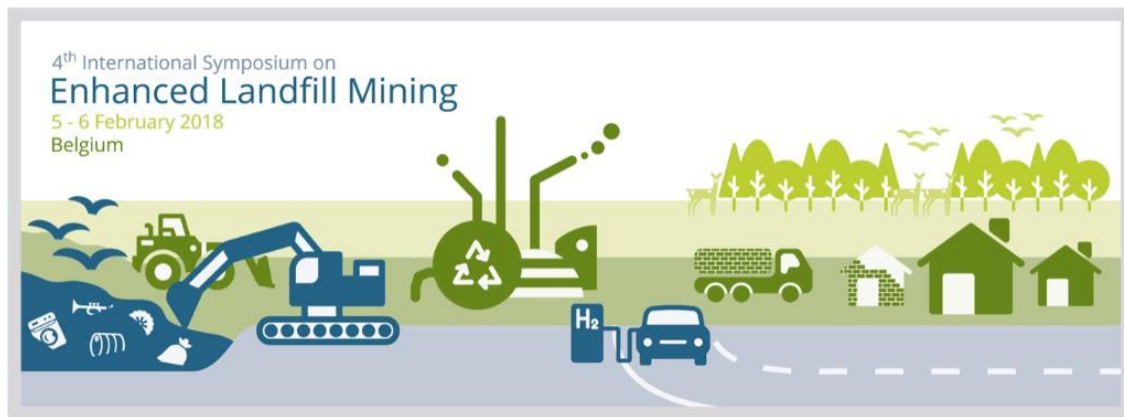 4th International Symposium on
Enhanced Landfill Mining
5 - 6 February 2018
Belgium
H₂